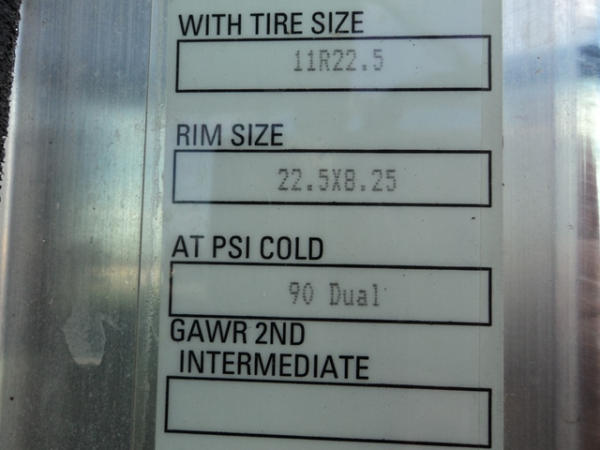 WITH TIRE SIZE
11R22.5
RIM SIZE
22.5X8.25
AT PSI COLD
90 Dual
GAWR 2ND
INTERMEDIATE